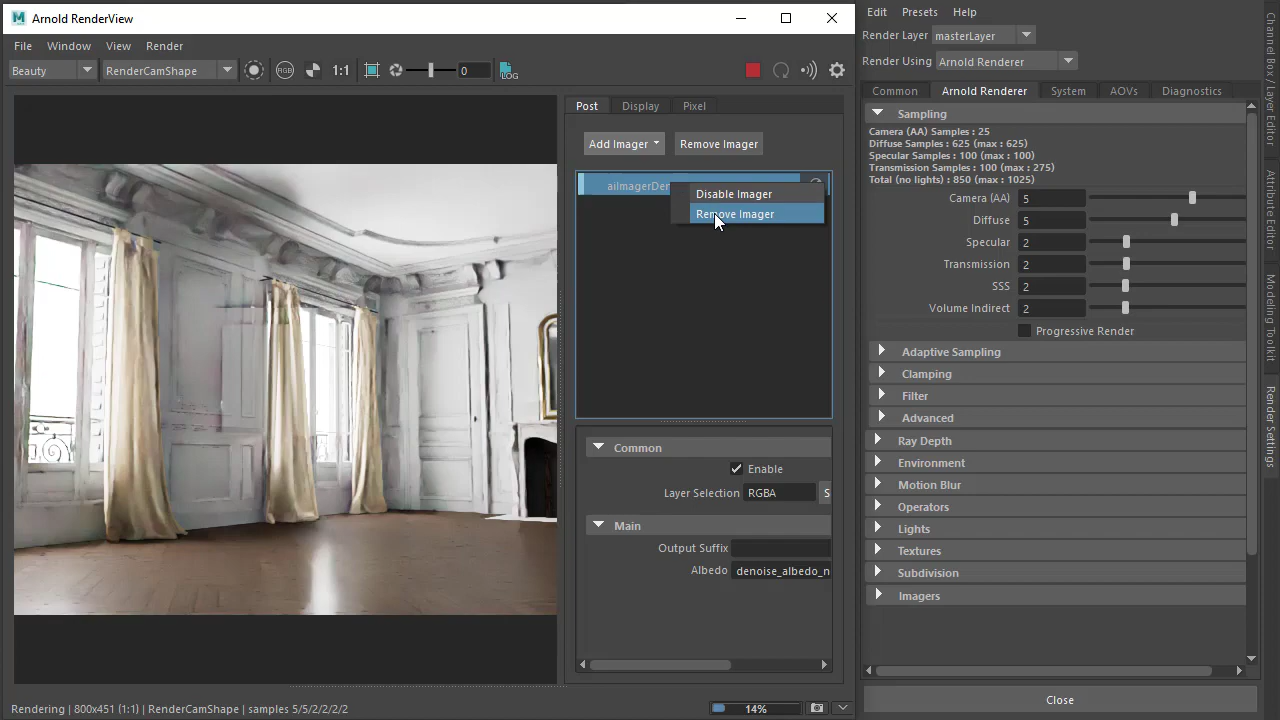 Arnold RenderView
File Window View Render
Beauty RenderCamShape RGB 1:1 0 LOG
Post Display Pixel
Add Imager Remove Imager
aiImagerDen
Disable Imager
Remove Imager
Common
Enable
Layer Selection RGBA S
Main
Output Suffix
Albedo denoise_albedo_n
Rendering | 800x451 (1:1) | RenderCamShape | samples 5/5/2/2/2/2
14%
Edit Presets Help
Render Layer masterLayer
Render Using Arnold Renderer
Common Arnold Renderer System AOVs Diagnostics
Sampling
Camera (AA) Samples : 25
Diffuse Samples : 625 (max : 625)
Specular Samples : 100 (max : 100)
Transmission Samples : 100 (max : 275)
Total (no lights) : 850 (max : 1025)
Camera (AA) 5
Diffuse 5
Specular 2
Transmission 2
SSS 2
Volume Indirect 2
Progressive Render
Adaptive Sampling
Clamping
Filter
Advanced
Ray Depth
Environment
Motion Blur
Operators
Lights
Textures
Subdivision
Imagers
Close
Channel Box / Layer Editor
Attribute Editor
Modeling Toolkit
Render Settings